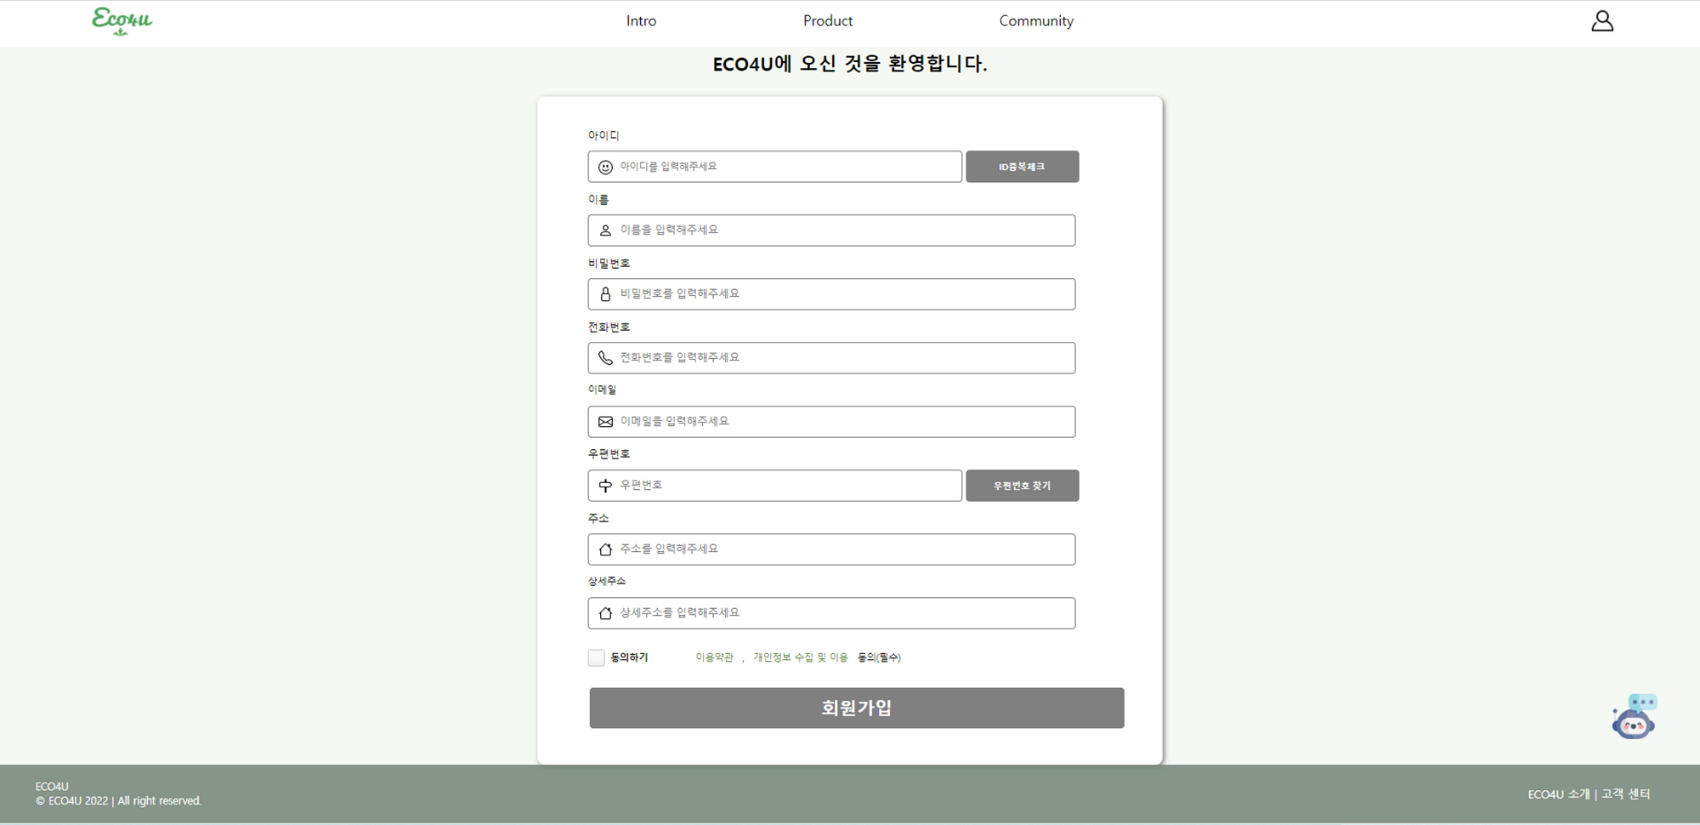 Eco4u
Intro Product Community
ECO4U에 오신 것을 환영합니다.
아이디
아이디를 입력해주세요 ID중복체크
이름
이름을 입력해주세요
비밀번호
비밀번호를 입력해주세요
전화번호
전화번호를 입력해주세요
이메일
이메일을 입력해주세요
우편번호
우편번호 우편번호 찾기
주소
주소를 입력해주세요
상세주소
상세주소를 입력해주세요
동의하기 이용약관 , 개인정보 수집 및 이용 동의(필수)
회원가입
ECO4U
© ECO4U 2022 | All right reserved.
ECO4U 소개 | 고객 센터